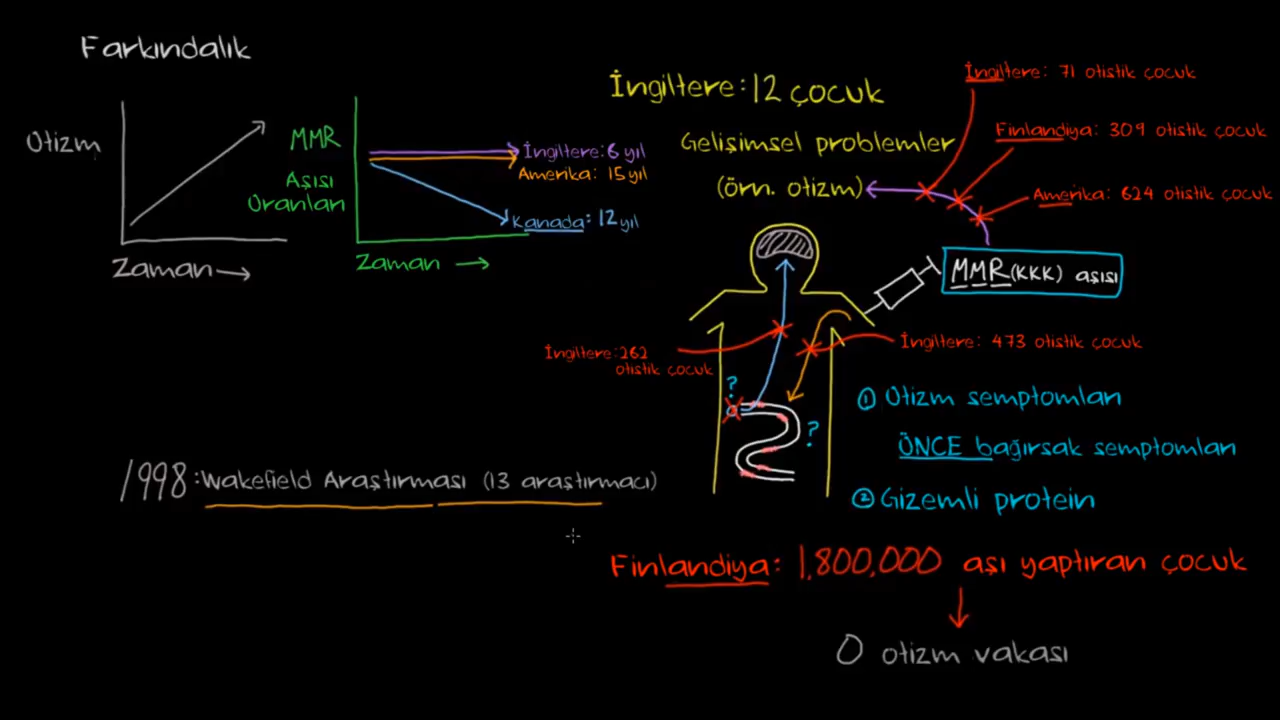 Farkındalık
Otizm
Zaman
MMR
Aşısı
Oranları
İngiltere: 6 yıl
Amerika: 15 yıl
Kanada: 12 yıl
Zaman
1998: Wakefield Araştırması (13 araştırmacı)
İngiltere: 12 çocuk
Gelişimsel problemler
(örn. otizm)
İngiltere: 71 otistik çocuk
Finlandiya: 309 otistik çocuk
Amerika: 624 otistik çocuk
MMR (KKK) aşısı
İngiltere: 262
otistik çocuk
İngiltere: 473 otistik çocuk
?
?
① Otizm semptomları
ÖNCE bağırsak semptomları
② Gizemli protein
Finlandiya: 1,800,000 aşı yaptıran çocuk
0 otizm vakası